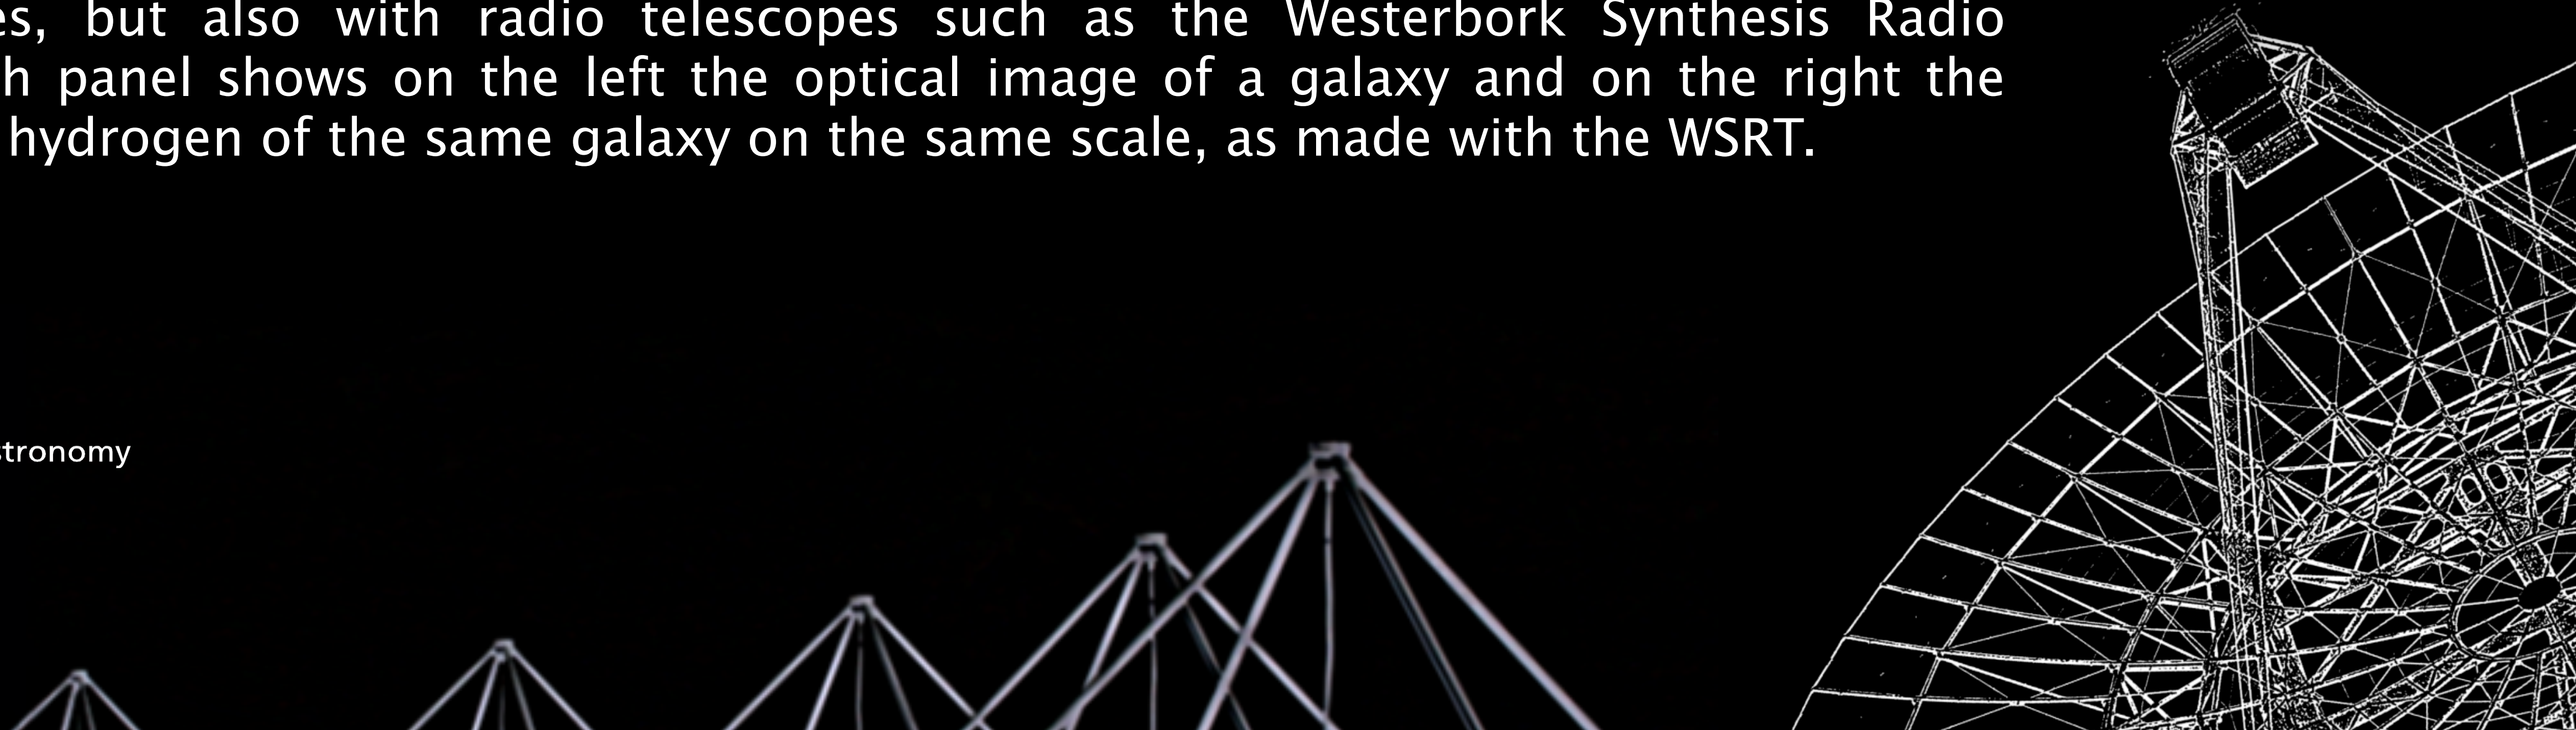 es, but also with radio telescopes such as the Westerbork Synthesis Radio
h panel shows on the left the optical image of a galaxy and on the right the
hydrogen of the same galaxy on the same scale, as made with the WSRT.
stronomy